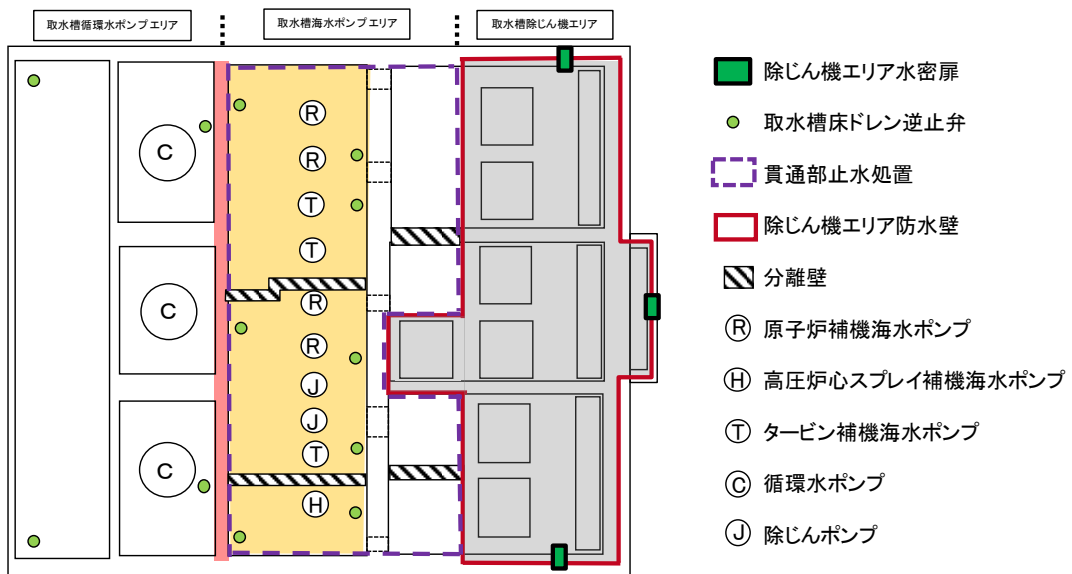 取水槽循環水ポンプエリア
取水槽海水ポンプエリア
取水槽除じん機エリア
C
C
C
R
R
T
T
R
R
J
J
T
H
除じん機エリア水密扉
取水槽床ドレン逆止弁
貫通部止水処置
除じん機エリア防水壁
分離壁
R 原子炉補機海水ポンプ
H 高圧炉心スプレイ補機海水ポンプ
T タービン補機海水ポンプ
C 循環水ポンプ
J 除じんポンプ